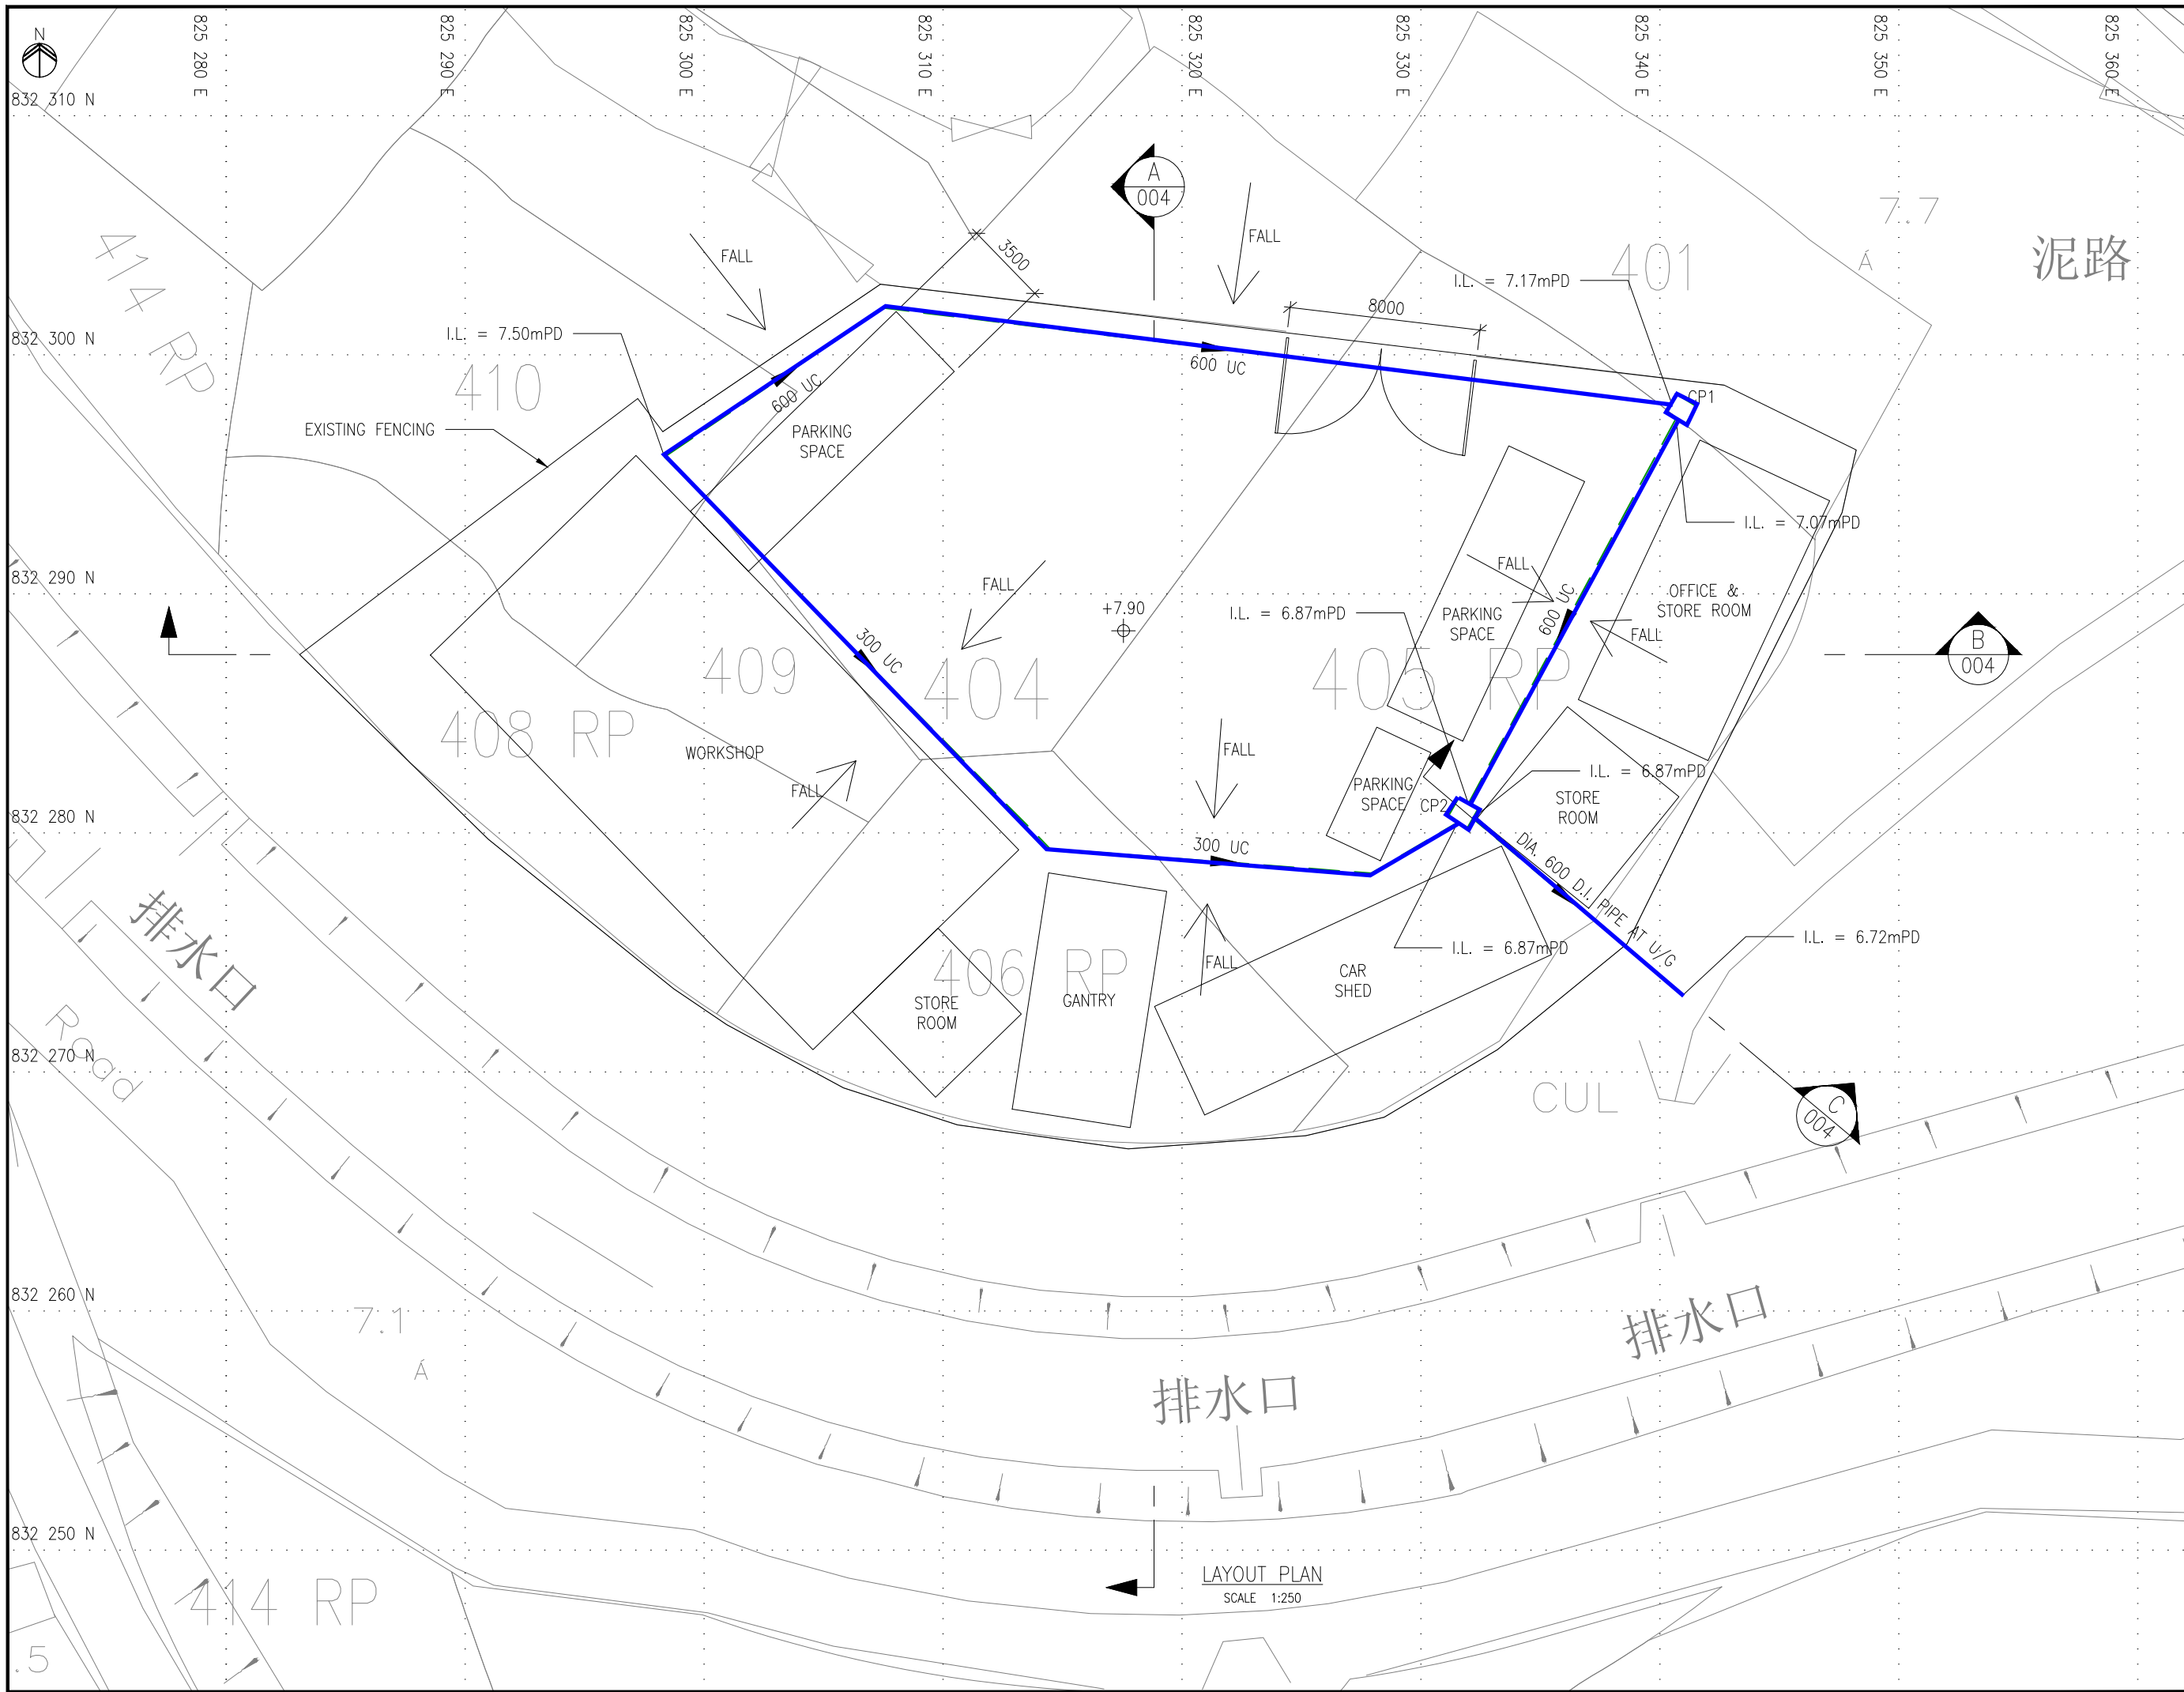 N
825 280 E
825 290 E
825 300 E
825 310 E
825 320 E
825 330 E
825 340 E
825 350 E
825 360 E
832 310 N
A
004
7.7
泥路
Á
414 RP
FALL
3500
FALL
401
I.L. = 7.17mPD
8000
832 300 N
I.L. = 7.50mPD
600 UC
600 UC
410
CP1
EXISTING FENCING
PARKING
SPACE
I.L. = 7.07mPD
832 290 N
FALL
FALL
OFFICE &
STORE ROOM
+7.90
I.L. = 6.87mPD
PARKING
SPACE
600 UC
FALL
B
004
300 UC
409
404
405 RP
408 RP
WORKSHOP
FALL
FALL
I.L. = 6.87mPD
PARKING
SPACE
CP2
STORE
ROOM
832 280 N
300 UC
DIA. 600 D.I. PIPE AT U/G
排水口
406 RP
FALL
I.L. = 6.87mPD
I.L. = 6.72mPD
CAR
SHED
GANTRY
STORE
ROOM
Road
832 270 N
CUL
C
004
832 260 N
7.1
Á
排水口
排水口
832 250 N
LAYOUT PLAN
SCALE 1:250
414 RP
.5